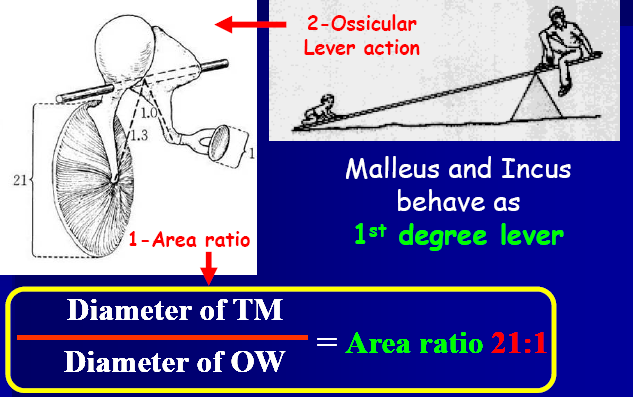 2-Ossicular
Lever action
1.0
1.3
21
1
1-Area ratio
Malleus and Incus
behave as
1st degree lever
Diameter of TM
Diameter of OW
= Area ratio 21:1